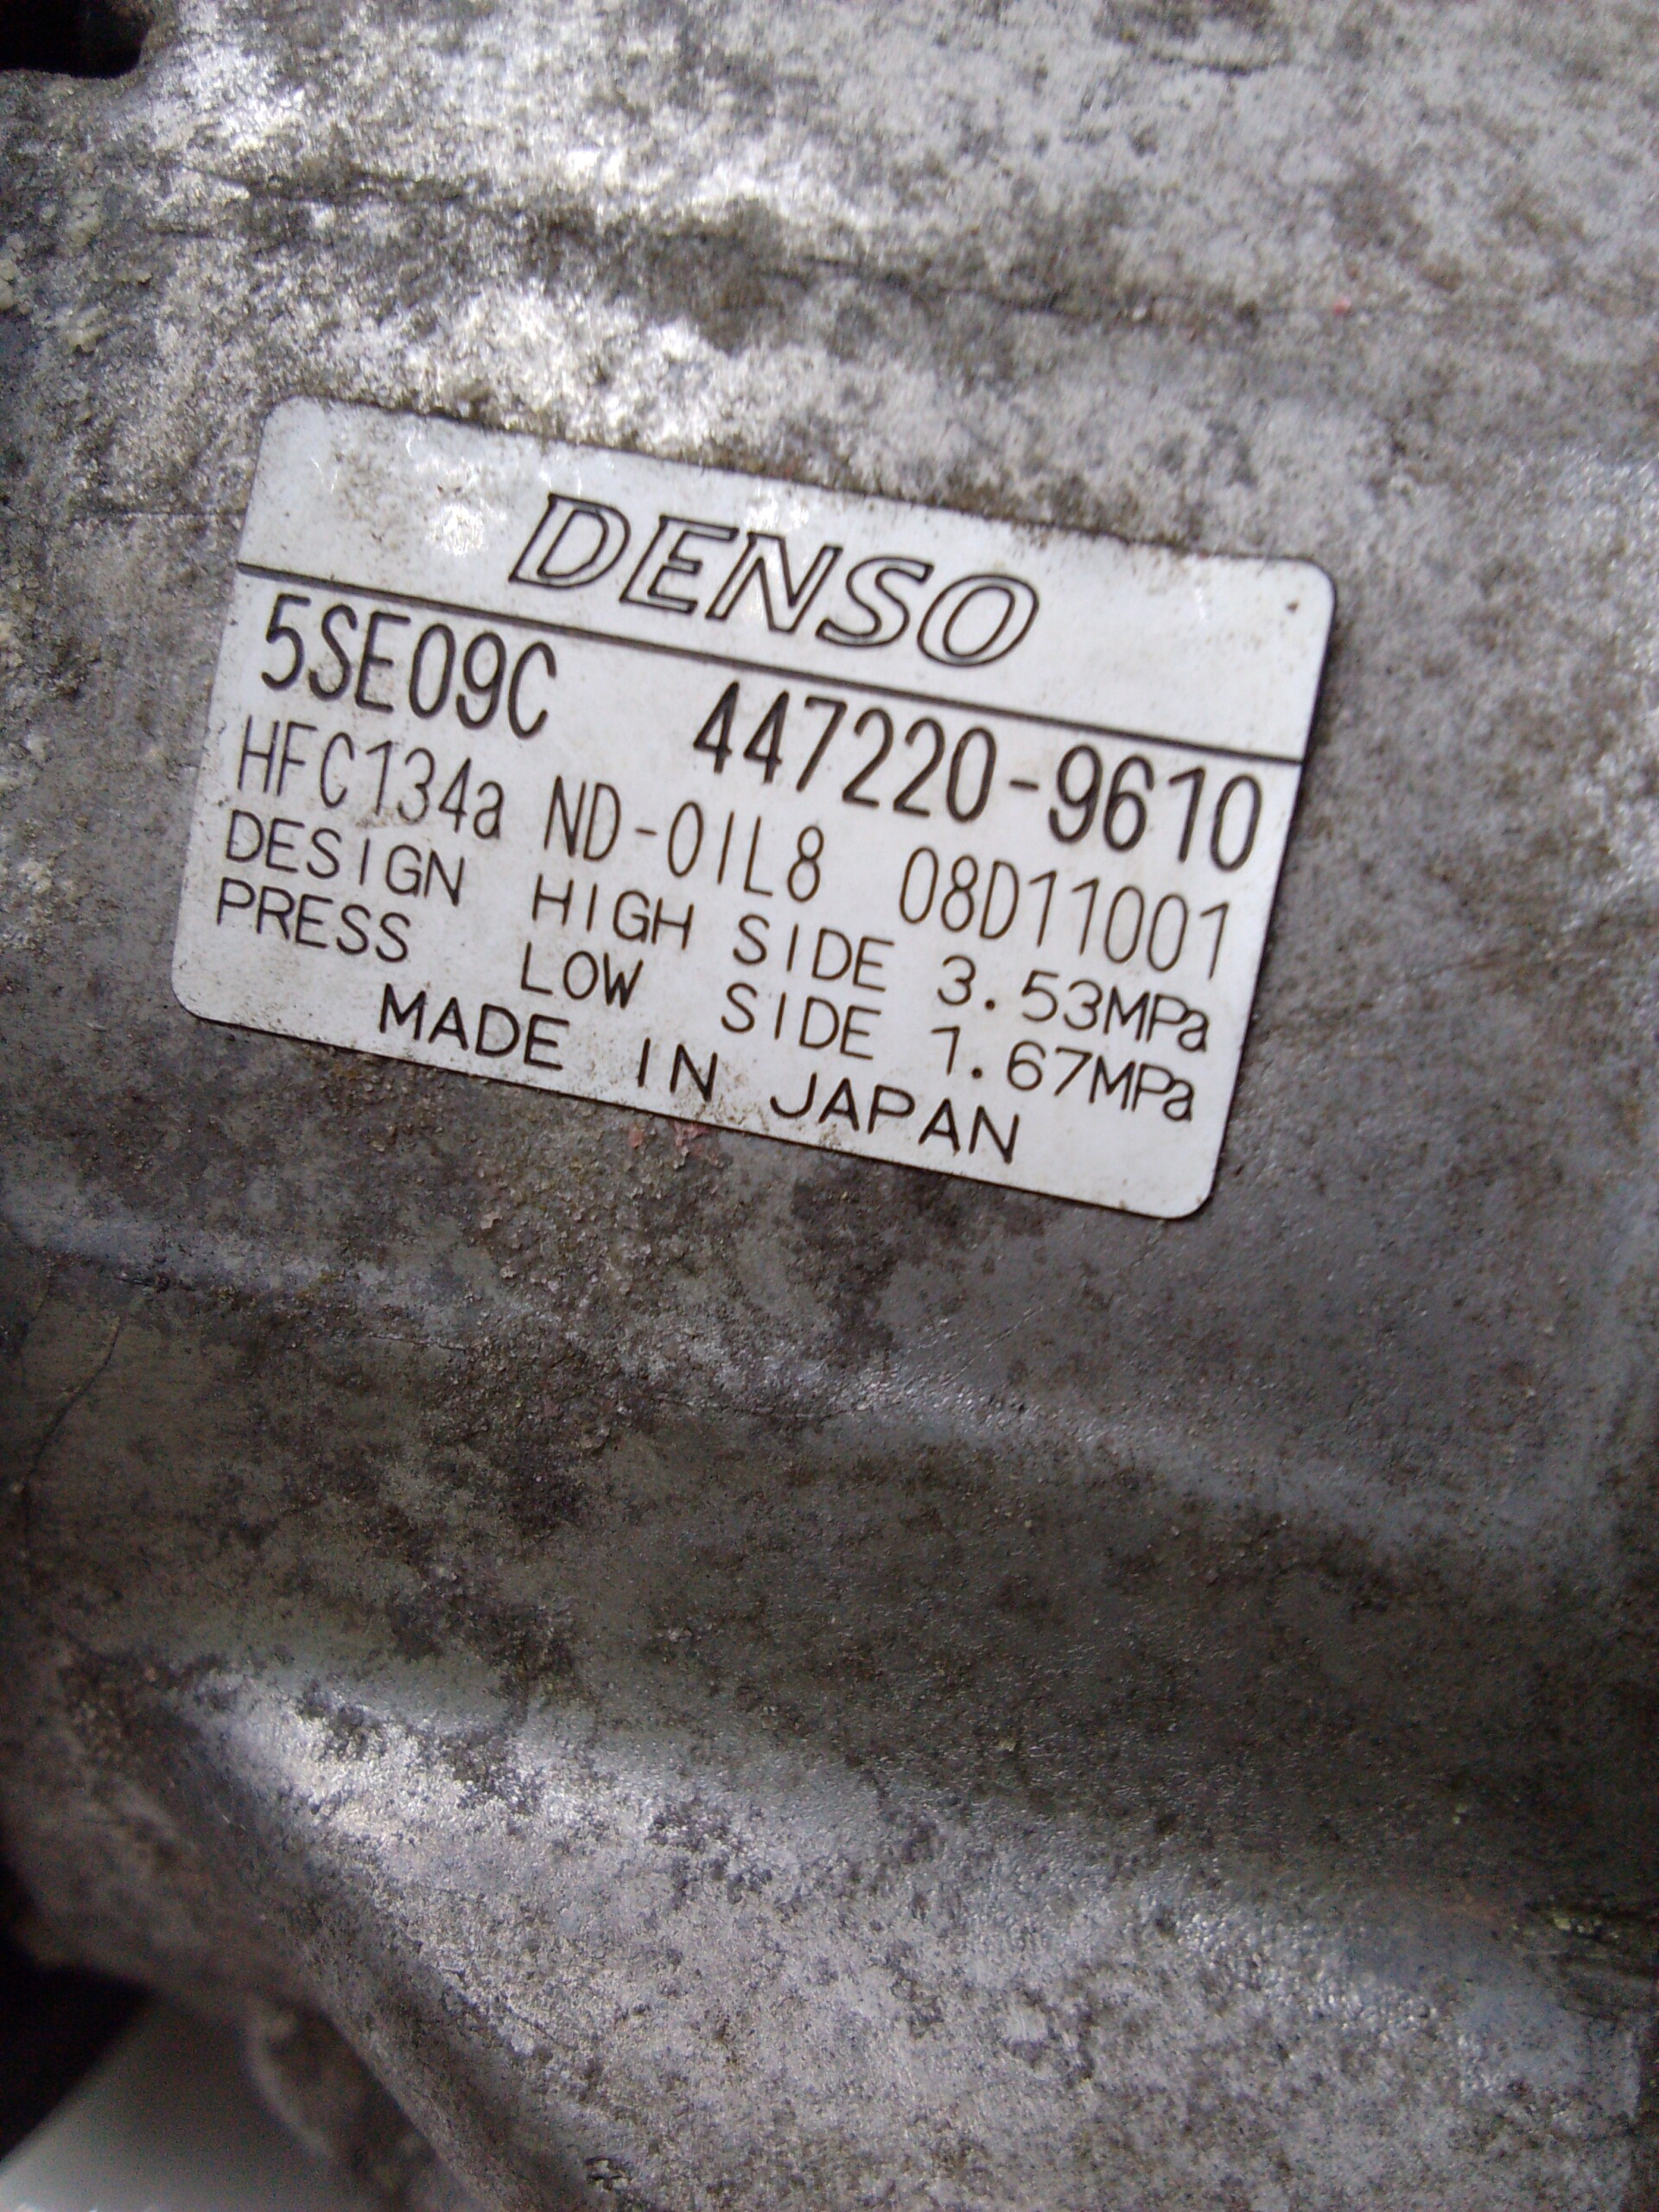 DENSO
5SE09C 447220-9610
HFC134a ND-OIL8 08D11001
DESIGN HIGH SIDE 3.53MPa
PRESS LOW SIDE 1.67MPa
MADE IN JAPAN